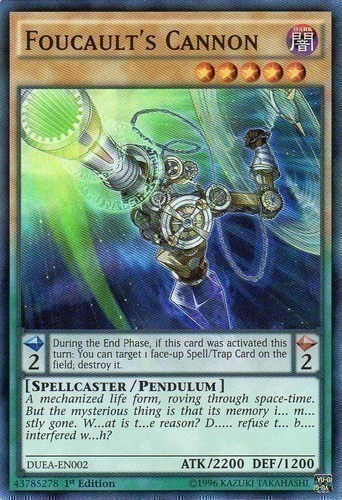 FOUCAULT'S CANNON
DARK
闇
2
During the End Phase, if this card was activated this
turn: You can target 1 face-up Spell/Trap Card on the
field; destroy it.
2
[SPELLCASTER / PENDULUM]
A mechanized life form, roving through space-time.
But the mysterious thing is that its memory i... m...
stly gone. W...at is t...e reason? D..... refuse t... b...
interfered w...h?
DUEA-EN002
ATK/2200 DEF/1200
43785278 1st Edition
©1996 KAZUKI TAKAHASHI